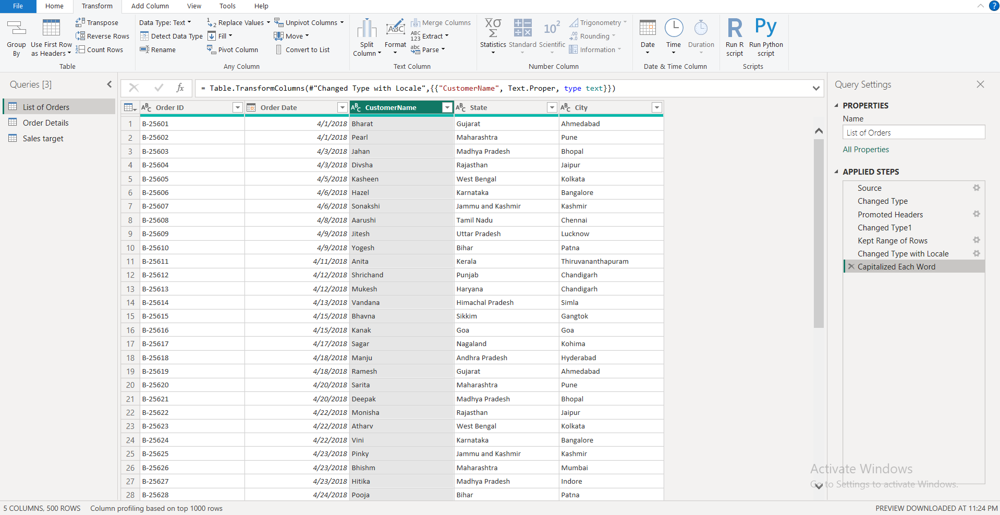 File Home Transform Add Column View Tools Help
Group By
Use First Row as Headers
Transpose
Reverse Rows
Count Rows
Table
Data Type: Text
Detect Data Type
Rename
Replace Values
Fill
Pivot Column
Unpivot Columns
Move
Convert to List
Any Column
Split Column
Format
Merge Columns
Extract
Parse
Text Column
Statistics
Standard
Scientific
Trigonometry
Rounding
Information
Number Column
Date
Time
Duration
Date & Time Column
Run R script
Run Python script
Scripts
Queries [3]
List of Orders
Order Details
Sales target
fx = Table.TransformColumns(#"Changed Type with Locale",{{"CustomerName", Text.Proper, type text}})
Order ID Order Date CustomerName State City
1 B-25601 4/1/2018 Bharat Gujarat Ahmedabad
2 B-25602 4/1/2018 Pearl Maharashtra Pune
3 B-25603 4/3/2018 Jahan Madhya Pradesh Bhopal
4 B-25604 4/3/2018 Divsha Rajasthan Jaipur
5 B-25605 4/5/2018 Kasheen West Bengal Kolkata
6 B-25606 4/6/2018 Hazel Karnataka Bangalore
7 B-25607 4/6/2018 Sonakshi Jammu and Kashmir Kashmir
8 B-25608 4/8/2018 Aarushi Tamil Nadu Chennai
9 B-25609 4/9/2018 Jitesh Uttar Pradesh Lucknow
10 B-25610 4/9/2018 Yogesh Bihar Patna
11 B-25611 4/11/2018 Anita Kerala Thiruvananthapuram
12 B-25612 4/12/2018 Shrichand Punjab Chandigarh
13 B-25613 4/12/2018 Mukesh Haryana Chandigarh
14 B-25614 4/13/2018 Vandana Himachal Pradesh Simla
15 B-25615 4/15/2018 Bhavna Sikkim Gangtok
16 B-25616 4/15/2018 Kanak Goa Goa
17 B-25617 4/17/2018 Sagar Nagaland Kohima
18 B-25618 4/18/2018 Manju Andhra Pradesh Hyderabad
19 B-25619 4/18/2018 Ramesh Gujarat Ahmedabad
20 B-25620 4/20/2018 Sarita Maharashtra Pune
21 B-25621 4/20/2018 Deepak Madhya Pradesh Bhopal
22 B-25622 4/22/2018 Monisha Rajasthan Jaipur
23 B-25623 4/22/2018 Atharv West Bengal Kolkata
24 B-25624 4/22/2018 Vini Karnataka Bangalore
25 B-25625 4/23/2018 Pinky Jammu and Kashmir Kashmir
26 B-25626 4/23/2018 Bhishm Maharashtra Mumbai
27 B-25627 4/23/2018 Hitika Madhya Pradesh Indore
28 B-25628 4/24/2018 Pooja Bihar Patna
Query Settings
PROPERTIES
Name
List of Orders
All Properties
APPLIED STEPS
Source
Changed Type
Promoted Headers
Changed Type1
Kept Range of Rows
Changed Type with Locale
Capitalized Each Word
Activate Windows
Go to Settings to activate Windows.
5 COLUMNS, 500 ROWS Column profiling based on top 1000 rows PREVIEW DOWNLOADED AT 11:24 PM